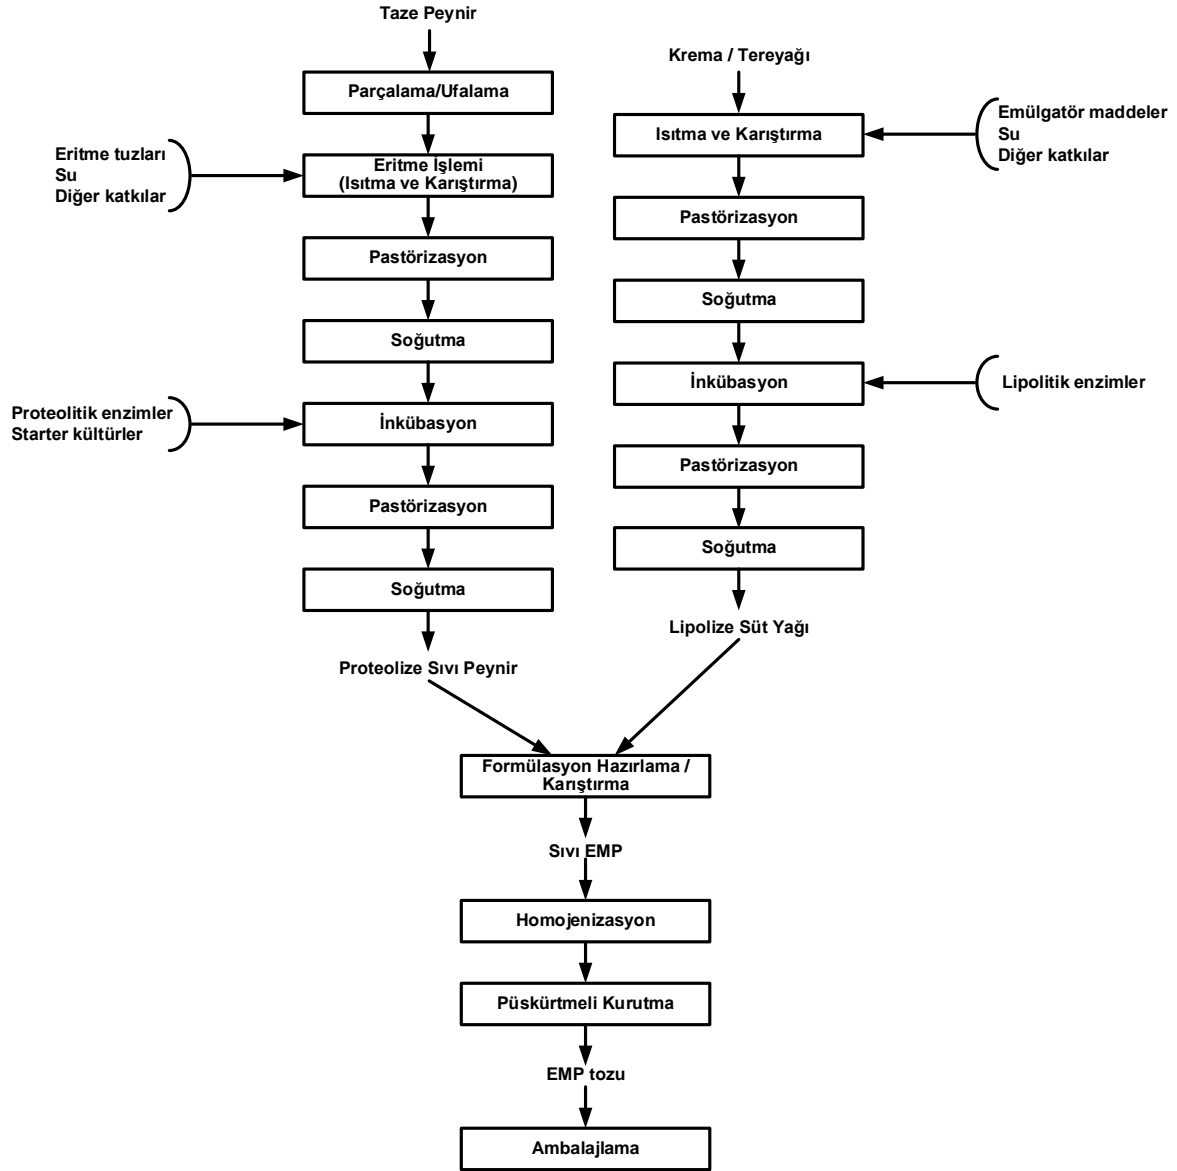 Taze Peynir
Parçalama/Ufalama
Eritme tuzları
Su
Diğer katkılar
Eritme İşlemi
(Isıtma ve Karıştırma)
Pastörizasyon
Soğutma
Proteolitik enzimler
Starter kültürler
İnkübasyon
Pastörizasyon
Soğutma
Proteolize Sıvı Peynir
Krema / Tereyağı
Isıtma ve Karıştırma
Emülgatör maddeler
Su
Diğer katkılar
Pastörizasyon
Soğutma
İnkübasyon
Lipolitik enzimler
Pastörizasyon
Soğutma
Lipolize Süt Yağı
Formülasyon Hazırlama /
Karıştırma
Sıvı EMP
Homojenizasyon
Püskürtmeli Kurutma
EMP tozu
Ambalajlama